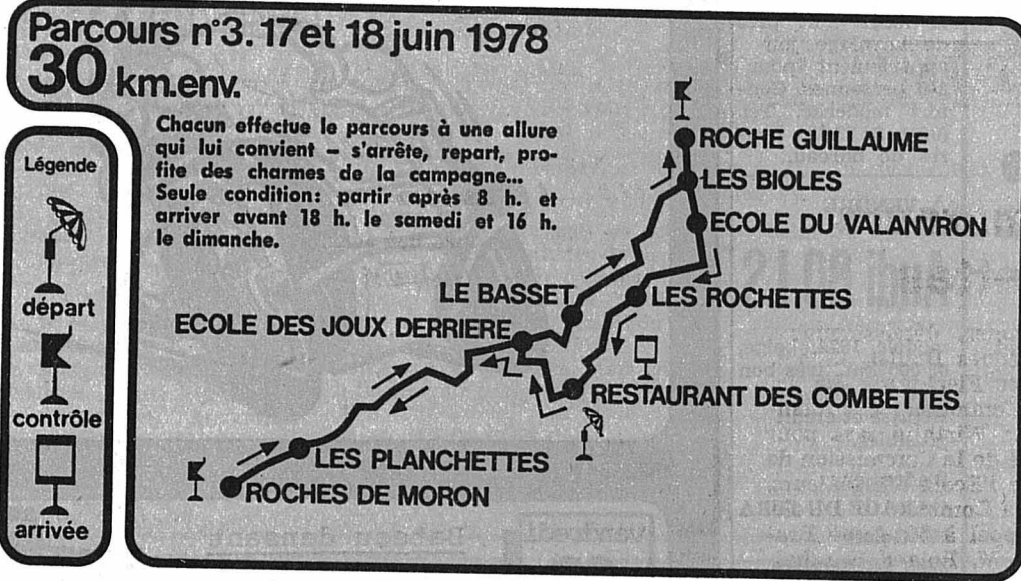 Parcours n°3. 17 et 18 juin 1978
30 km.env.
Chacun effectue le parcours à une allure
qui lui convient – s'arrête, repart, pro-
fite des charmes de la campagne...
Seule condition: partir après 8 h. et
arriver avant 18 h. le samedi et 16 h.
le dimanche.
Légende
départ
contrôle
arrivée
ROCHE GUILLAUME
LES BIOLES
ECOLE DU VALANVRON
LE BASSET
LES ROCHETTES
ECOLE DES JOUX DERRIERE
RESTAURANT DES COMBETTES
LES PLANCHETTES
ROCHES DE MORON